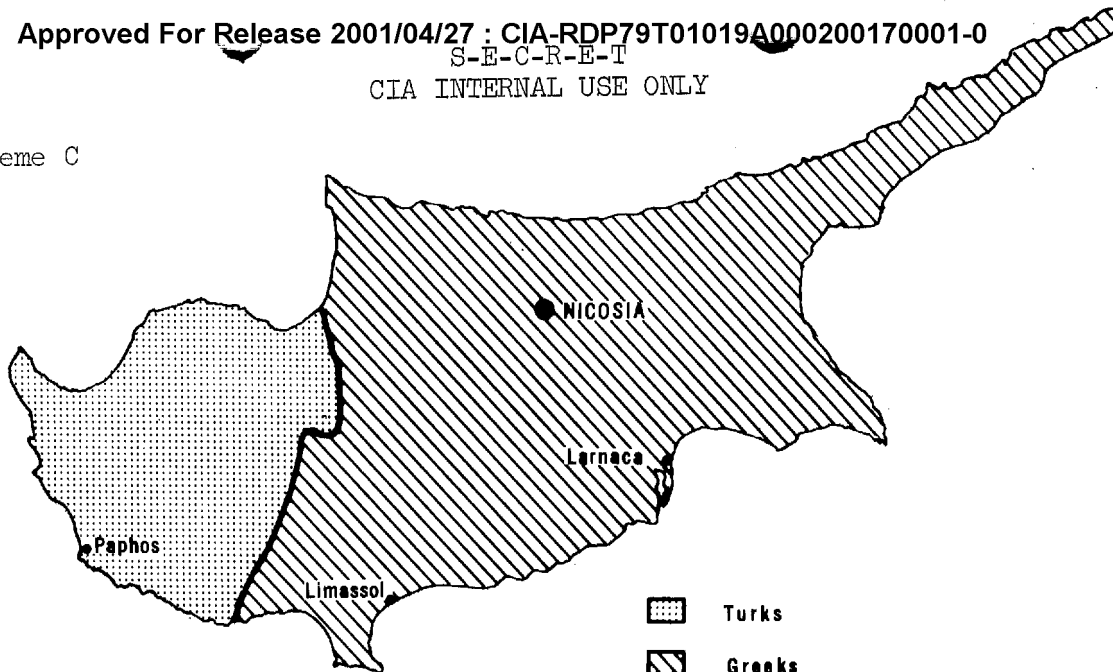 Approved For Release 2001/04/27 : CIA-RDP79T01019A000200170001-0
S-E-C-R-E-T
CIA INTERNAL USE ONLY
eme C
NICOSIA
Larnaca
Paphos
Limassol
Turks
Greeks